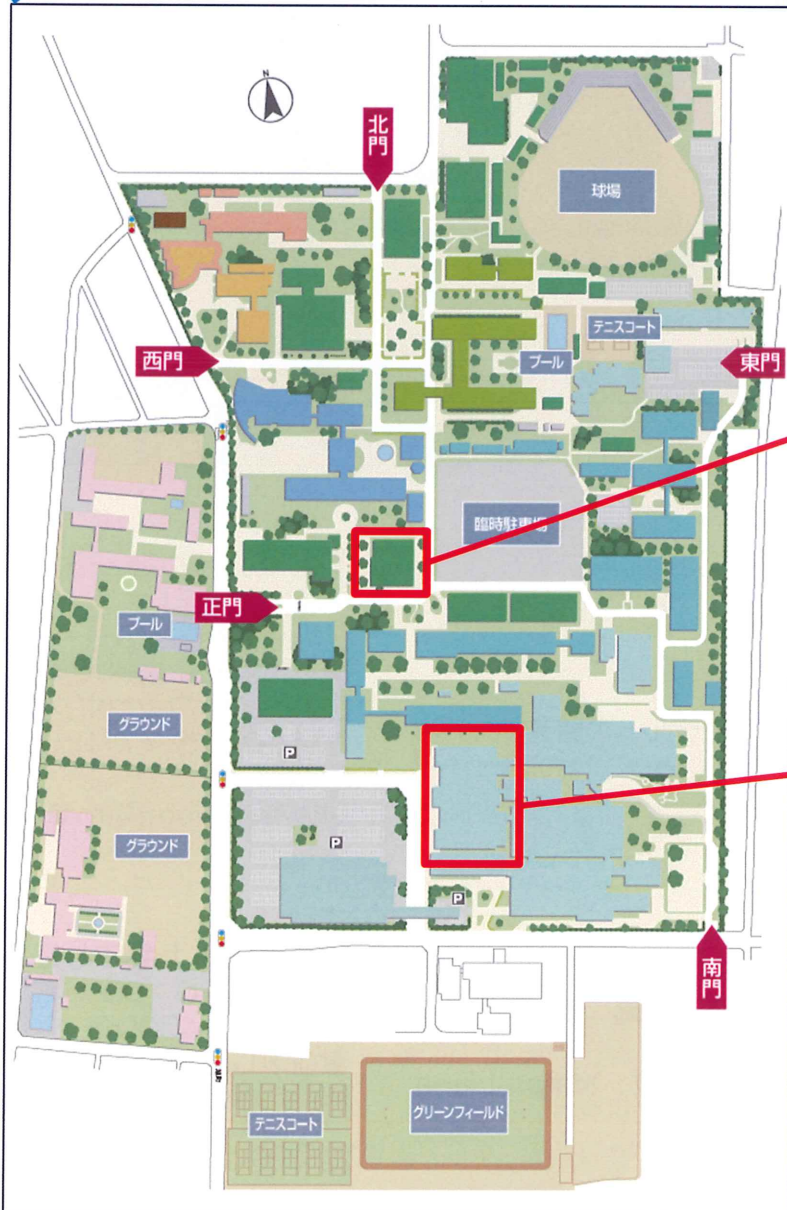 N
北門
球場
テニスコート
西門
プール
東門
臨時駐車場
正門
プール
グラウンド
P
グラウンド
P
P
南門
テニスコート
グリーンフィールド